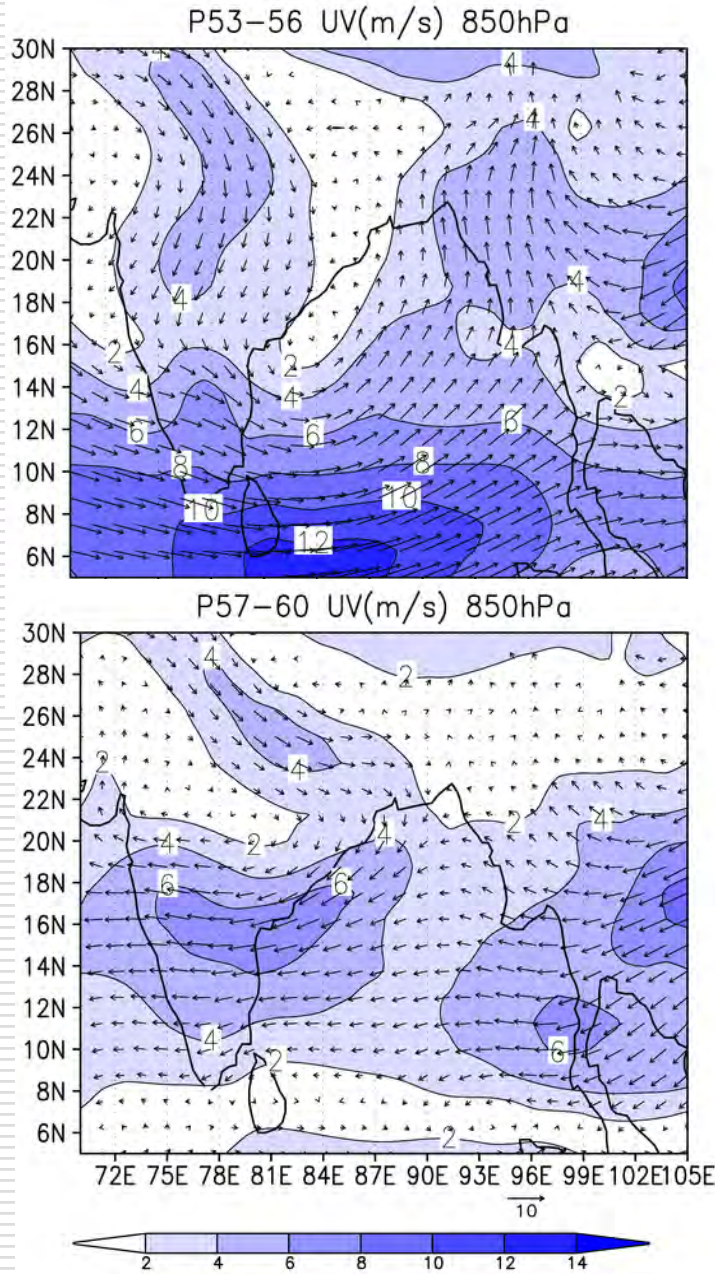 P53-56 UV(m/s) 850hPa
30N
28N
26N
24N
22N
20N
18N
16N
14N
12N
10N
8N
6N
4
4
4
4
4
2
2
4
4
4
2
6
6
6
8
8
10
10
12
P57-60 UV(m/s) 850hPa
30N
28N
26N
24N
22N
20N
18N
16N
14N
12N
10N
8N
6N
4
2
2
4
4
2
4
2
4
6
6
4
2
6
2
72E 75E 78E 81E 84E 87E 90E 93E 96E 99E 102E 105E
10
2 4 6 8 10 12 14